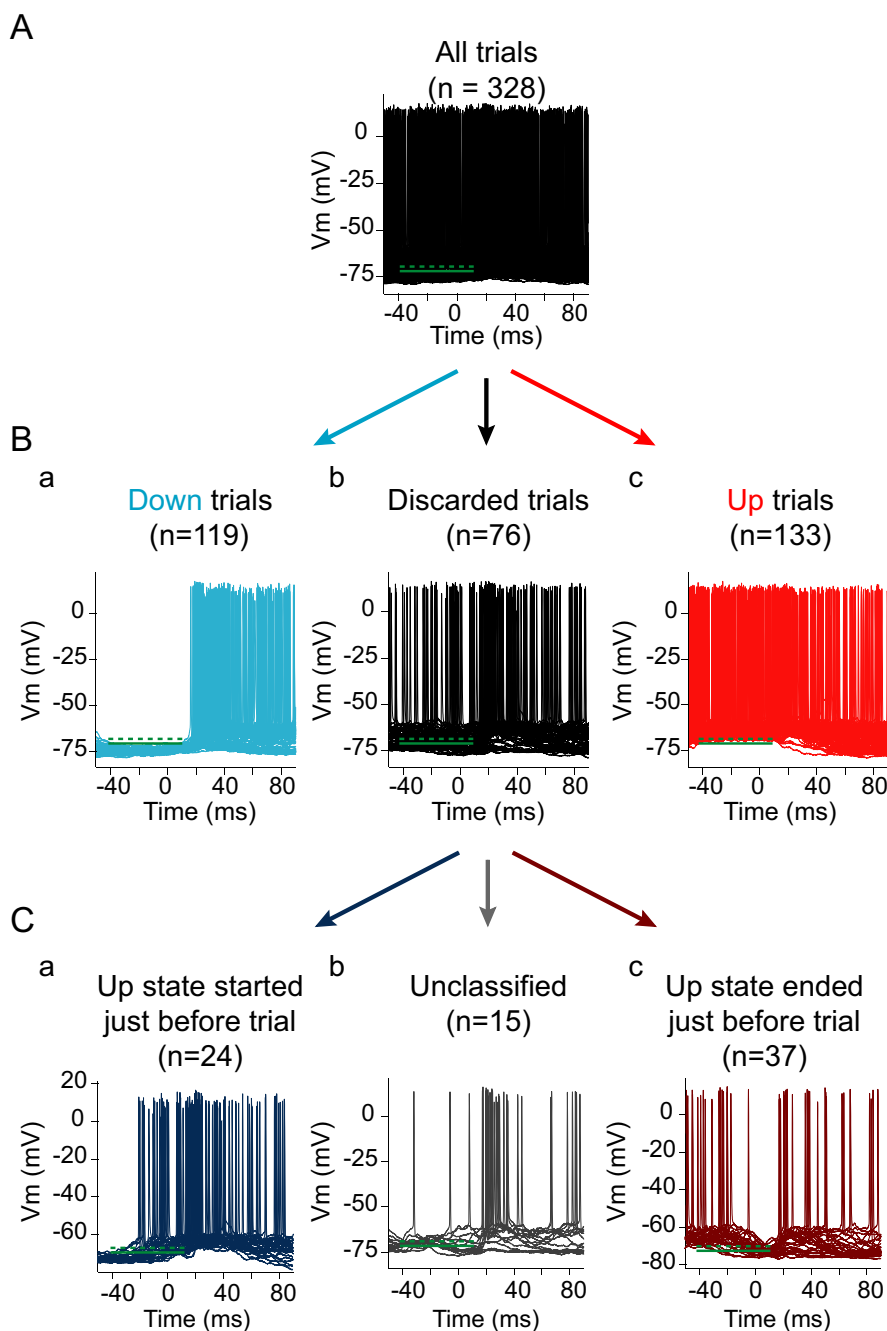 A
All trials
(n = 328)
0
-25
-50
-75
Vm (mV)
-40 0 40 80
Time (ms)
B
a
Down trials
(n=119)
0
-25
-50
-75
Vm (mV)
-40 0 40 80
Time (ms)
b
Discarded trials
(n=76)
0
-25
-50
-75
Vm (mV)
-40 0 40 80
Time (ms)
c
Up trials
(n=133)
0
-25
-50
-75
Vm (mV)
-40 0 40 80
Time (ms)
C
a
Up state started
just before trial
(n=24)
20
0
-20
-40
-60
Vm (mV)
-40 0 40 80
Time (ms)
b
Unclassified
(n=15)
0
-25
-50
-75
Vm (mV)
-40 0 40 80
Time (ms)
c
Up state ended
just before trial
(n=37)
0
-20
-40
-60
-80
Vm (mV)
-40 0 40 80
Time (ms)